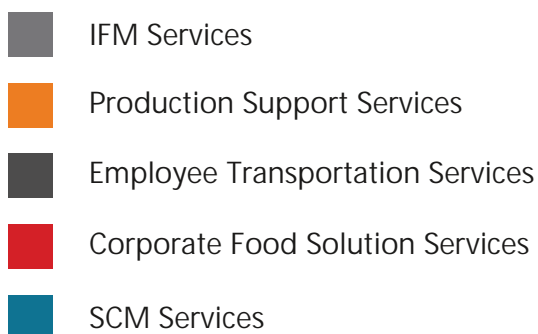 IFM Services
Production Support Services
Employee Transportation Services
Corporate Food Solution Services
SCM Services